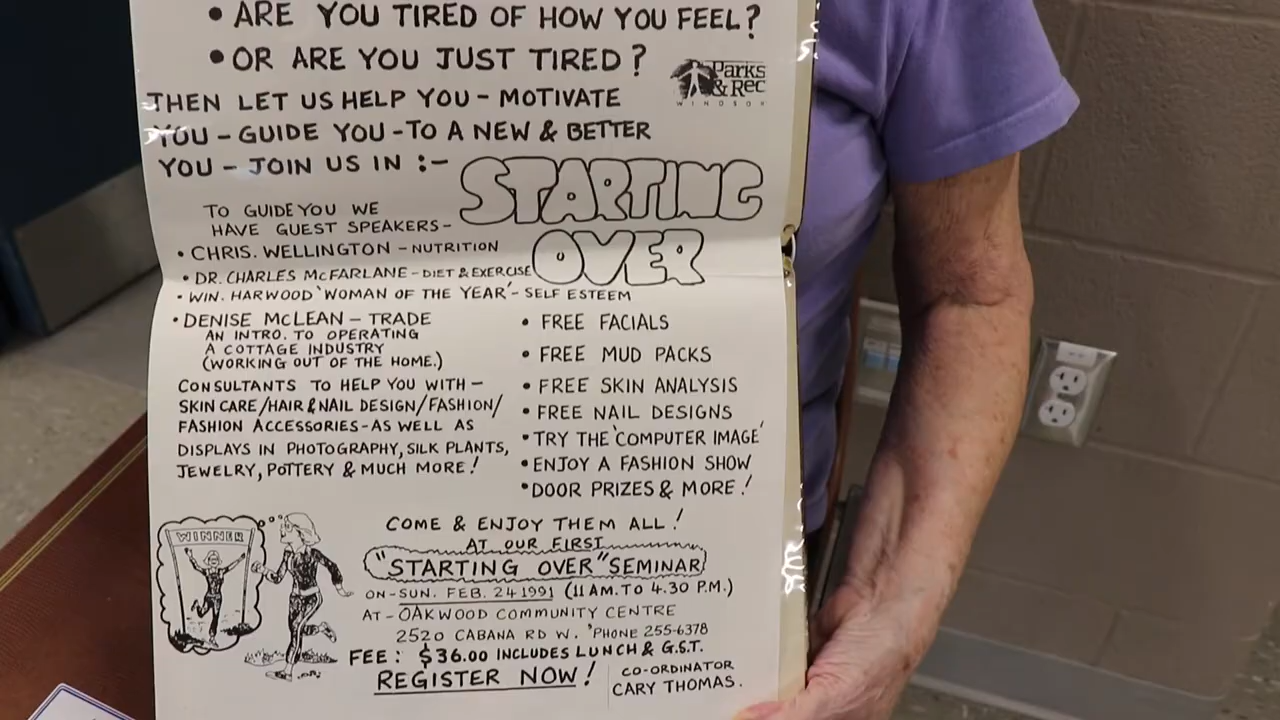 • ARE YOU TIRED OF HOW YOU FEEL?
• OR ARE YOU JUST TIRED?
Parks
& Rec
WINDSOR
THEN LET US HELP YOU – MOTIVATE
YOU – GUIDE YOU – TO A NEW & BETTER
YOU – JOIN US IN :–
STARTING
OVER
TO GUIDE YOU WE
HAVE GUEST SPEAKERS –
• CHRIS. WELLINGTON – NUTRITION
• DR. CHARLES McFARLANE – DIET & EXERCISE
• WIN. HARWOOD 'WOMAN OF THE YEAR' – SELF ESTEEM
• DENISE McLEAN – TRADE
AN INTRO. TO OPERATING
A COTTAGE INDUSTRY
(WORKING OUT OF THE HOME.)
CONSULTANTS TO HELP YOU WITH –
SKIN CARE/HAIR & NAIL DESIGN/FASHION/
FASHION ACCESSORIES – AS WELL AS
DISPLAYS IN PHOTOGRAPHY, SILK PLANTS,
JEWELRY, POTTERY & MUCH MORE!
• FREE FACIALS
• FREE MUD PACKS
• FREE SKIN ANALYSIS
• FREE NAIL DESIGNS
• TRY THE 'COMPUTER IMAGE'
• ENJOY A FASHION SHOW
• DOOR PRIZES & MORE!
WINNER
COME & ENJOY THEM ALL!
AT OUR FIRST
"STARTING OVER" SEMINAR
ON – SUN. FEB. 24 1991 (11 AM. TO 4.30 P.M.)
AT – OAKWOOD COMMUNITY CENTRE
2520 CABANA RD W. 'PHONE 255-6378
FEE: $36.00 INCLUDES LUNCH & G.S.T.
REGISTER NOW!
CO-ORDINATOR
CARY THOMAS.